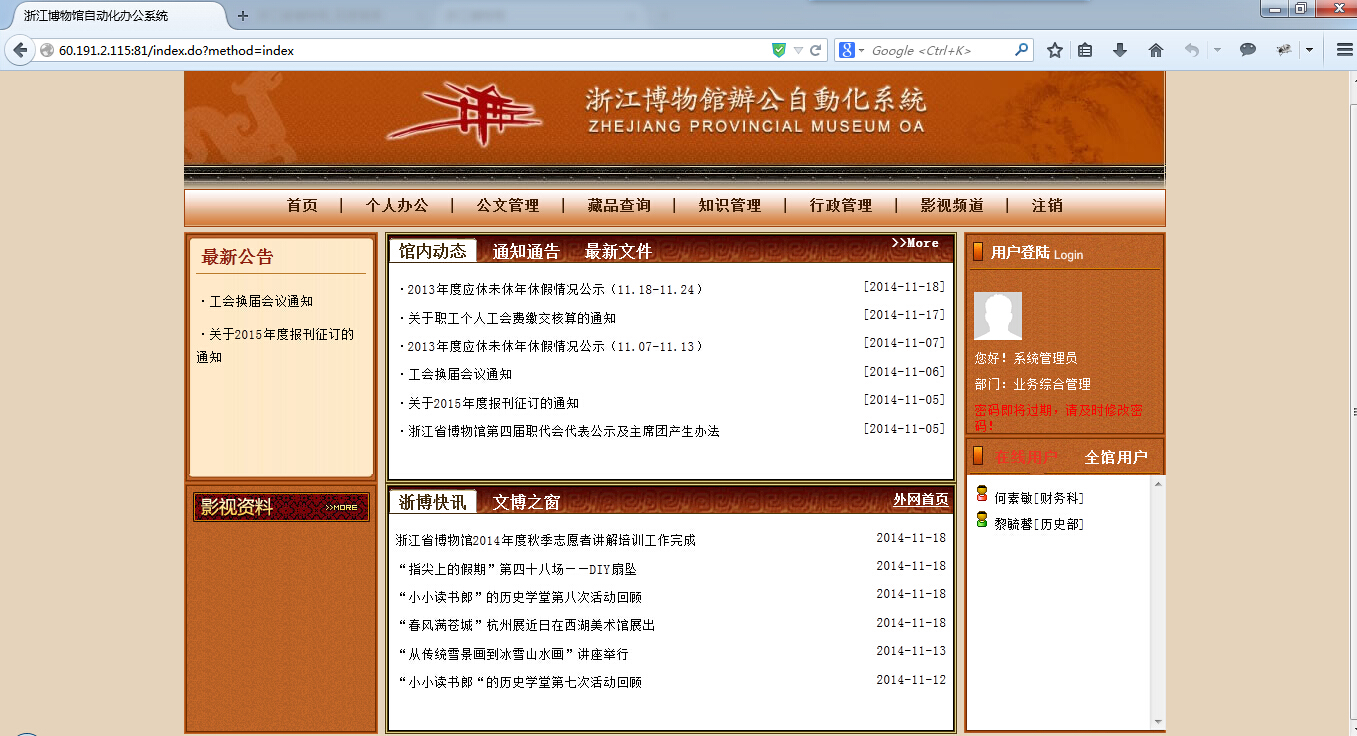 浙江博物馆自动化办公系统
60.191.2.115:81/index.do?method=index
Google <Ctrl+K>
浙江博物館辦公自動化系統
ZHEJIANG PROVINCIAL MUSEUM OA
首页 | 个人办公 | 公文管理 | 藏品查询 | 知识管理 | 行政管理 | 影视频道 | 注销
最新公告
·工会换届会议通知
·关于2015年度报刊征订的
通知
影视资料 >>MORE
馆内动态 通知通告 最新文件 >>More
·2013年度应休未休年休假情况公示（11.18-11.24） [2014-11-18]
·关于职工个人工会费缴交核算的通知 [2014-11-17]
·2013年度应休未休年休假情况公示（11.07-11.13） [2014-11-07]
·工会换届会议通知 [2014-11-06]
·关于2015年度报刊征订的通知 [2014-11-05]
·浙江省博物馆第四届职代会代表公示及主席团产生办法 [2014-11-05]
浙博快讯 文博之窗 外网首页
浙江省博物馆2014年度秋季志愿者讲解培训工作完成 2014-11-18
“指尖上的假期”第四十八场——DIY扇坠 2014-11-18
“小小读书郎”的历史学堂第八次活动回顾 2014-11-18
“春风满苍城”杭州展近日在西湖美术馆展出 2014-11-18
“从传统雪景画到冰雪山水画”讲座举行 2014-11-13
“小小读书郎“的历史学堂第七次活动回顾 2014-11-12
用户登陆 Login
您好！系统管理员
部门：业务综合管理
密码即将过期，请及时修改密
码！
在线用户 全馆用户
何素敏[财务科]
黎毓馨[历史部]